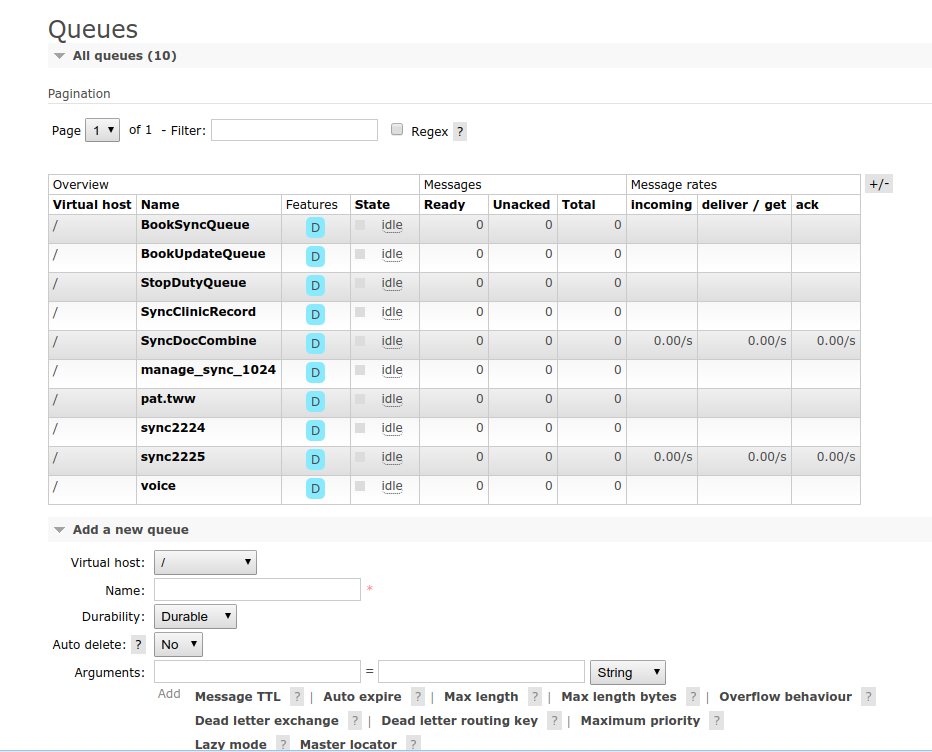 Queues
All queues (10)
Pagination
Page 1 of 1 - Filter: Regex ?
Overview Messages Message rates +/-
Virtual host Name Features State Ready Unacked Total incoming deliver / get ack
/ BookSyncQueue D idle 0 0 0
/ BookUpdateQueue D idle 0 0 0
/ StopDutyQueue D idle 0 0 0
/ SyncClinicRecord D idle 0 0 0
/ SyncDocCombine D idle 0 0 0 0.00/s 0.00/s 0.00/s
/ manage_sync_1024 D idle 0 0 0
/ pat.tww D idle 0 0 0
/ sync2224 D idle 0 0 0
/ sync2225 D idle 0 0 0 0.00/s 0.00/s 0.00/s
/ voice D idle 0 0 0
Add a new queue
Virtual host: /
Name: *
Durability: Durable
Auto delete: ? No
Arguments: = String
Add Message TTL ? | Auto expire ? | Max length ? | Max length bytes ? | Overflow behaviour ?
Dead letter exchange ? | Dead letter routing key ? | Maximum priority ?
Lazy mode ? Master locator ?